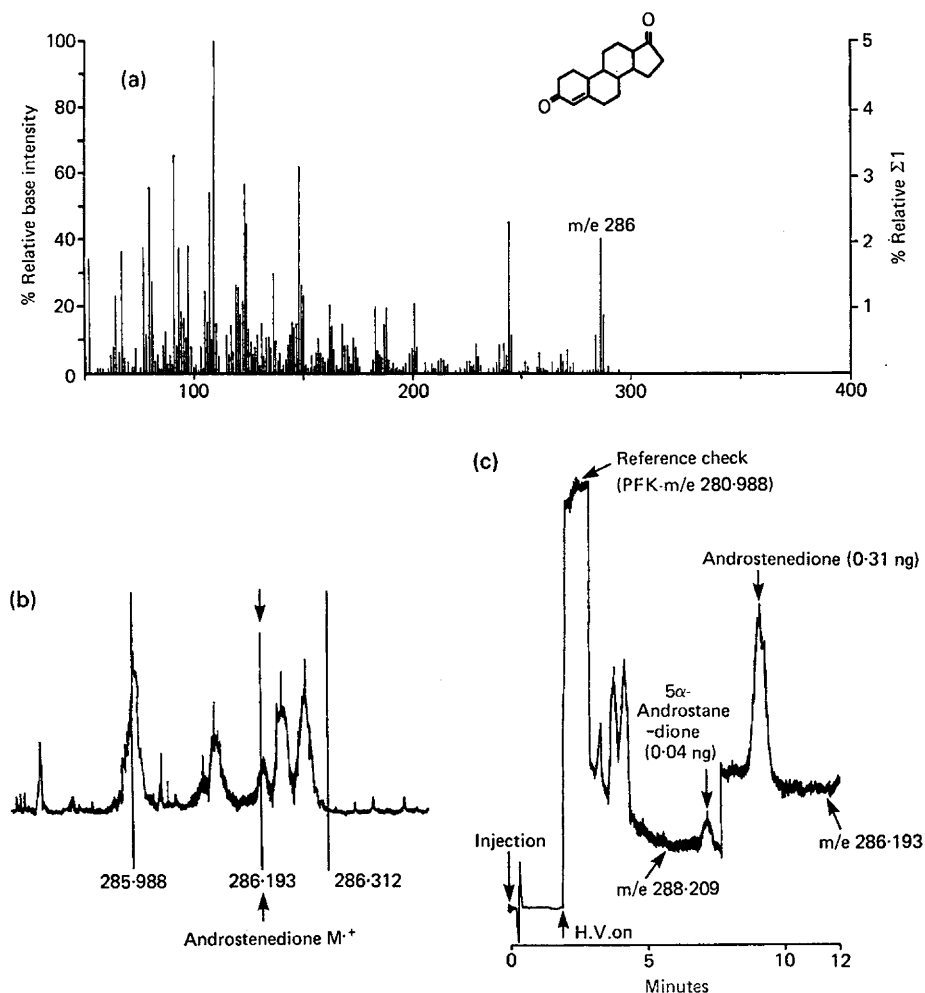 (a)
% Relative base intensity
100
80
60
40
20
0
100
200
300
400
5
4
3
2
1
0
% Relative Σ1
m/e 286
O
O
(b)
285·988
286·193
286·312
Androstenedione M·+
(c)
Reference check
(PFK-m/e 280·988)
Androstenedione (0·31 ng)
5α-
Androstane
-dione
(0·04 ng)
m/e 286·193
m/e 288·209
Injection
H.V.on
0
5
10
12
Minutes